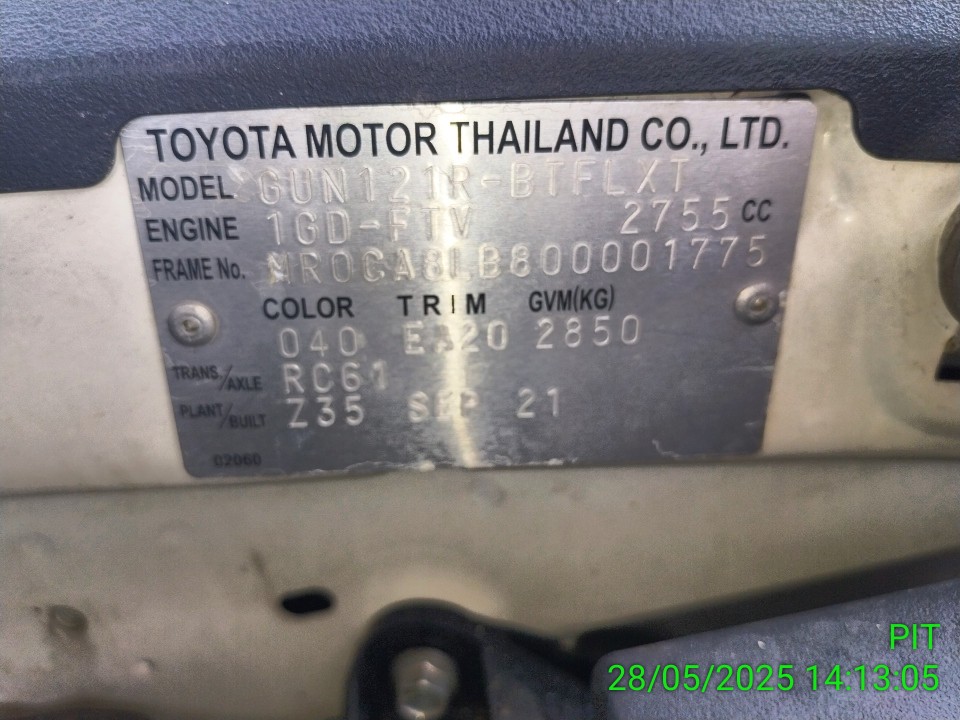 TOYOTA MOTOR THAILAND CO., LTD.
MODEL GUN121R-BTFLXT
ENGINE 1GD-FTV 2755 CC
FRAME No. MR0CA8LB800001775
COLOR TRIM GVM(KG)
040 2850
TRANS./AXLE RC61
PLANT/BUILT Z35 SEP 21
02060
PIT
28/05/2025 14:13:05